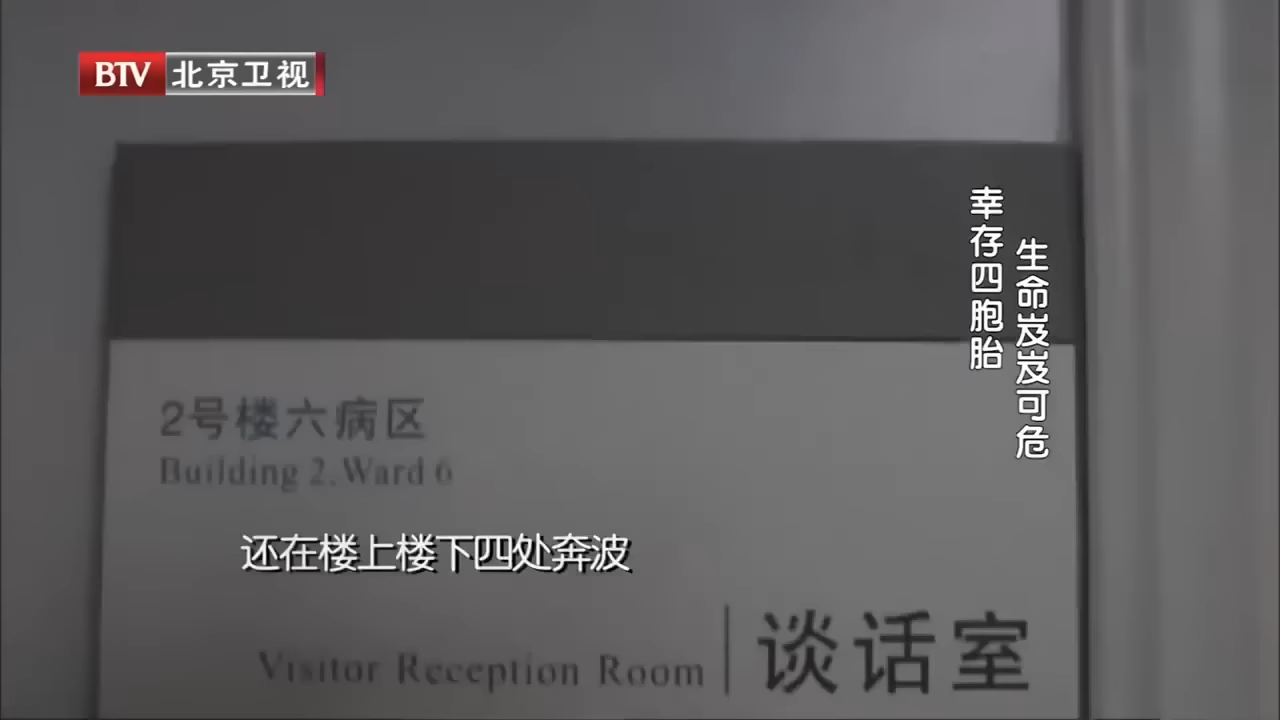 BTV 北京卫视
幸存四胞胎
生命岌岌可危
2号楼六病区
Building 2, Ward 6
还在楼上楼下四处奔波
Visitor Reception Room
谈话室